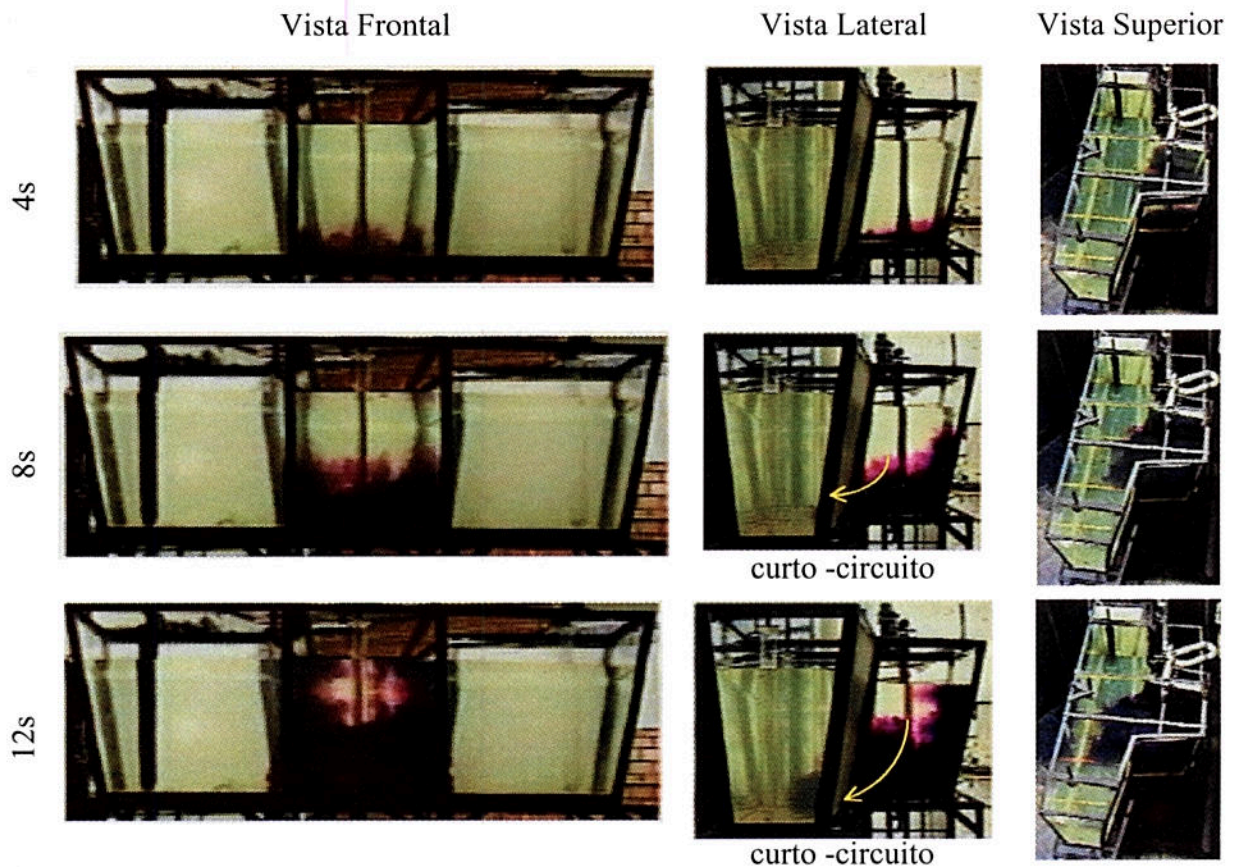 Vista Frontal
Vista Lateral
Vista Superior
4s
8s
curto -circuito
12s
curto -circuito